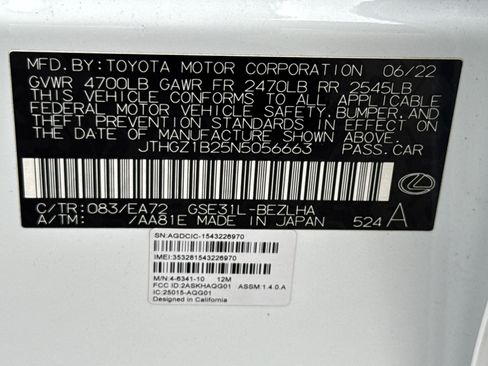 MFD.BY: TOYOTA MOTOR CORPORATION 06/22
GVWR 4700LB GAWR FR 2470LB RR 2545LB
THIS VEHICLE CONFORMS TO ALL APPLICABLE
FEDERAL MOTOR VEHICLE SAFETY,BUMPER,AND
THEFT PREVENTION STANDARDS IN EFFECT ON
THE DATE OF MANUFACTURE SHOWN ABOVE.
JTHGZ1B25N5056663 PASS.CAR
C/TR: 083/EA72 GSE31L-BEZLHA
/A/TM: /AA81E MADE IN JAPAN 524 A
SN:AGDCIC-1543226970
IMEI:353281543226970
M/N:4-6341-10 12M
FCC ID:2ASKHAQG01 ASSM:1.4.0.A
IC:25015-AQG01
Designed in California